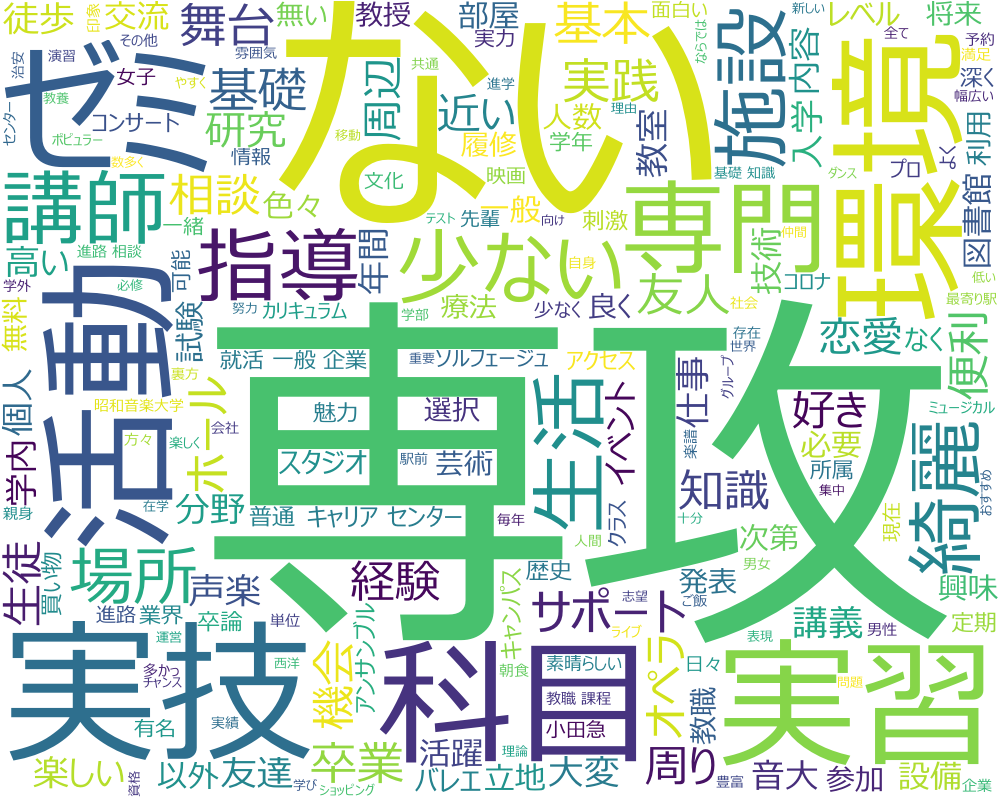 専攻
ない
ゼミ
環境
活動
実技
科目
実習
専門
講師
指導
少ない
施設
生活
綺麗
場所
舞台
基礎
研究
相談
色々
近い
周辺
基本
実践
人数
履修
学年
教室
友人
技術
部屋
教授
実力
無い
交流
徒歩
印象
その他
演習
雰囲気
治安
女子
教養
コンサート
センター
ポピュラー
数多く
やすく
情報
共通
進学
理由
移動
文化
映画
先輩
一般
刺激
テスト
向け
自身
面白い
新しい
ならでは
レベル
将来
全て
予約
満足
内容
入学
深く
幅広い
図書館 利用
よく
プロ
基礎 知識
ダンス
仲間
コロナ
低い
最寄り駅
社会
恋愛
なく
便利
存在
世界
グループ
仕事
好き
必要
所属
集中
楽譜
ミュージカル
おすすめ
現在
知識
次第
十分
男女
発表
ご飯
講義
男性
興味
定期
表現
日々
教職
オペラ
問題
音大
参加
設備
企業
周り
豊富
大変
立地
バレエ
理論
活躍
小田急
教職 課程
素晴らしい
朝食
キャンパス
歴史
サポート
志望
ライブ
人間
クラス
イベント
毎年
経験
駅前
芸術
選択
魅力
スタジオ
普通
キャリア センター
重要
ソルフェージュ
アクセス
就活
一般 企業
カリキュラム
努力
学部
療法
少なく
良く
年間
可能
一緒
進路 相談
高い
学外
必修
無料
試験
裏方
個人
昭和音楽大学
方々
楽しく
会社
ホール
学内
親身
在学
分野
生徒
買い物
声楽
進路
業界
卒論
単位
運営
多かっ
チャンス
西洋
機会
アンサンブル
有名
実績
卒業
楽しい
以外
友達
学び
ショッピング
資格